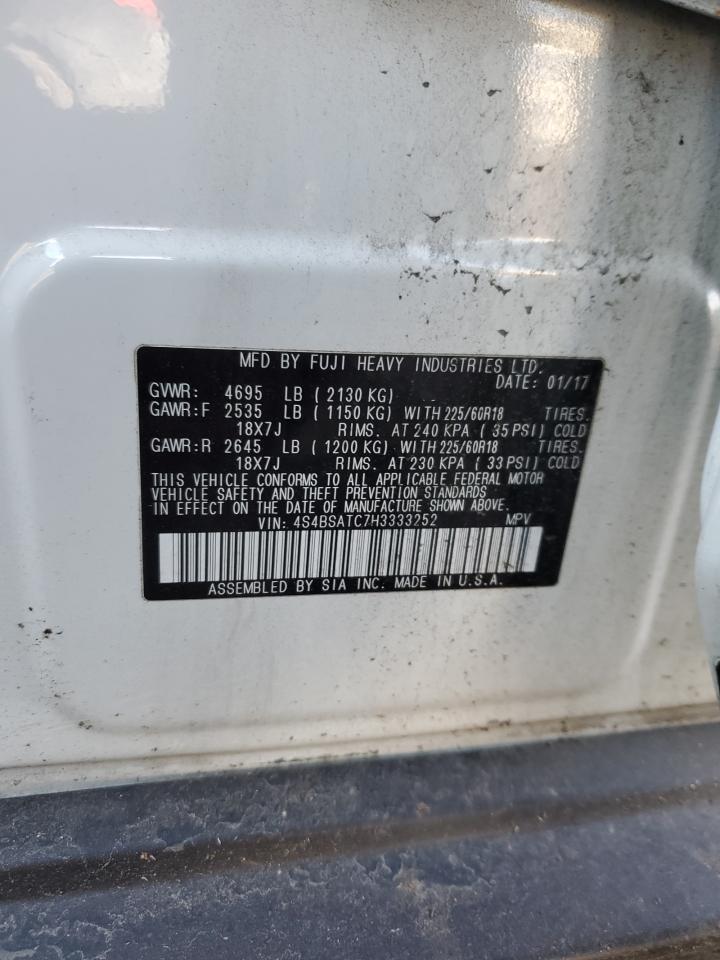 MFD BY FUJI HEAVY INDUSTRIES LTD.
DATE: 01/17
GVWR: 4695 LB ( 2130 KG)
GAWR:F 2535 LB ( 1150 KG) WITH 225/60R18 TIRES.
18X7J RIMS. AT 240 KPA ( 35 PSI) COLD
GAWR:R 2645 LB ( 1200 KG) WITH 225/60R18 TIRES.
18X7J RIMS. AT 230 KPA ( 33 PSI) COLD
THIS VEHICLE CONFORMS TO ALL APPLICABLE FEDERAL MOTOR
VEHICLE SAFETY AND THEFT PREVENTION STANDARDS
IN EFFECT ON THE DATE OF MANUFACTURE SHOWN ABOVE.
VIN: 4S4BSATC7H3333252 MPV
ASSEMBLED BY SIA INC. MADE IN U.S.A.